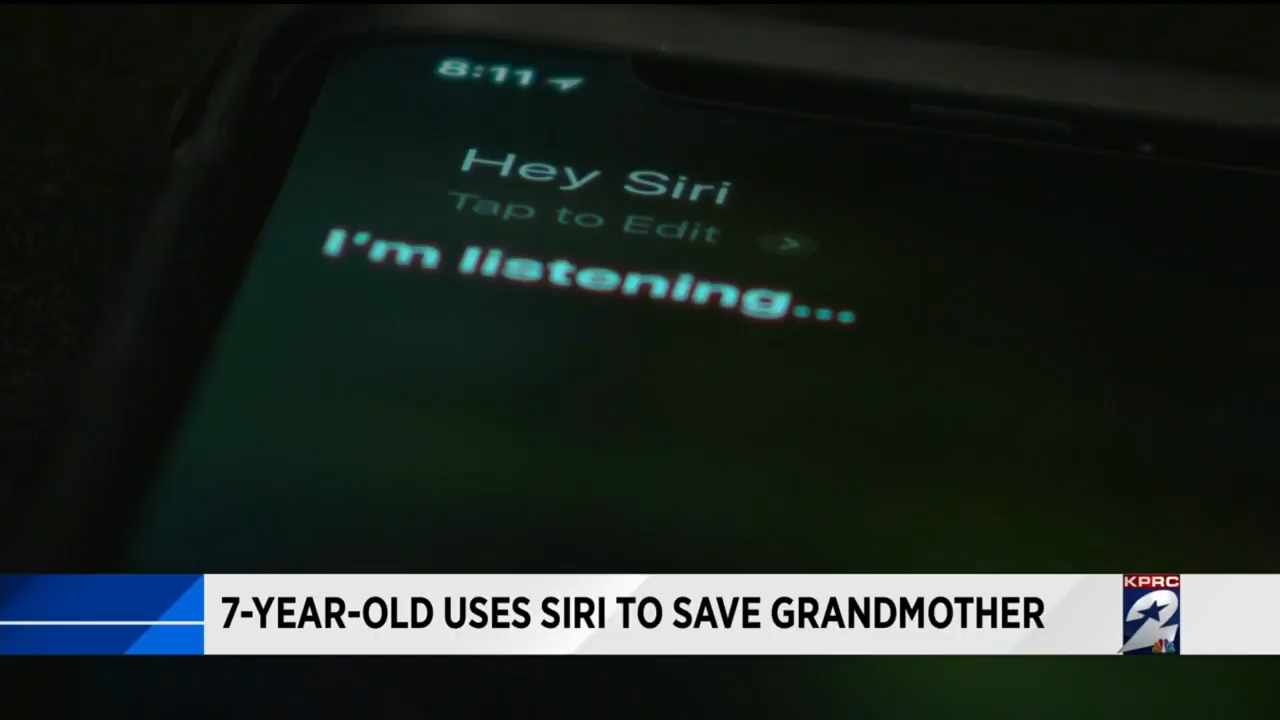 8:11
Hey Siri
Tap to Edit >
I'm listening...
7-YEAR-OLD USES SIRI TO SAVE GRANDMOTHER
KPRC
2